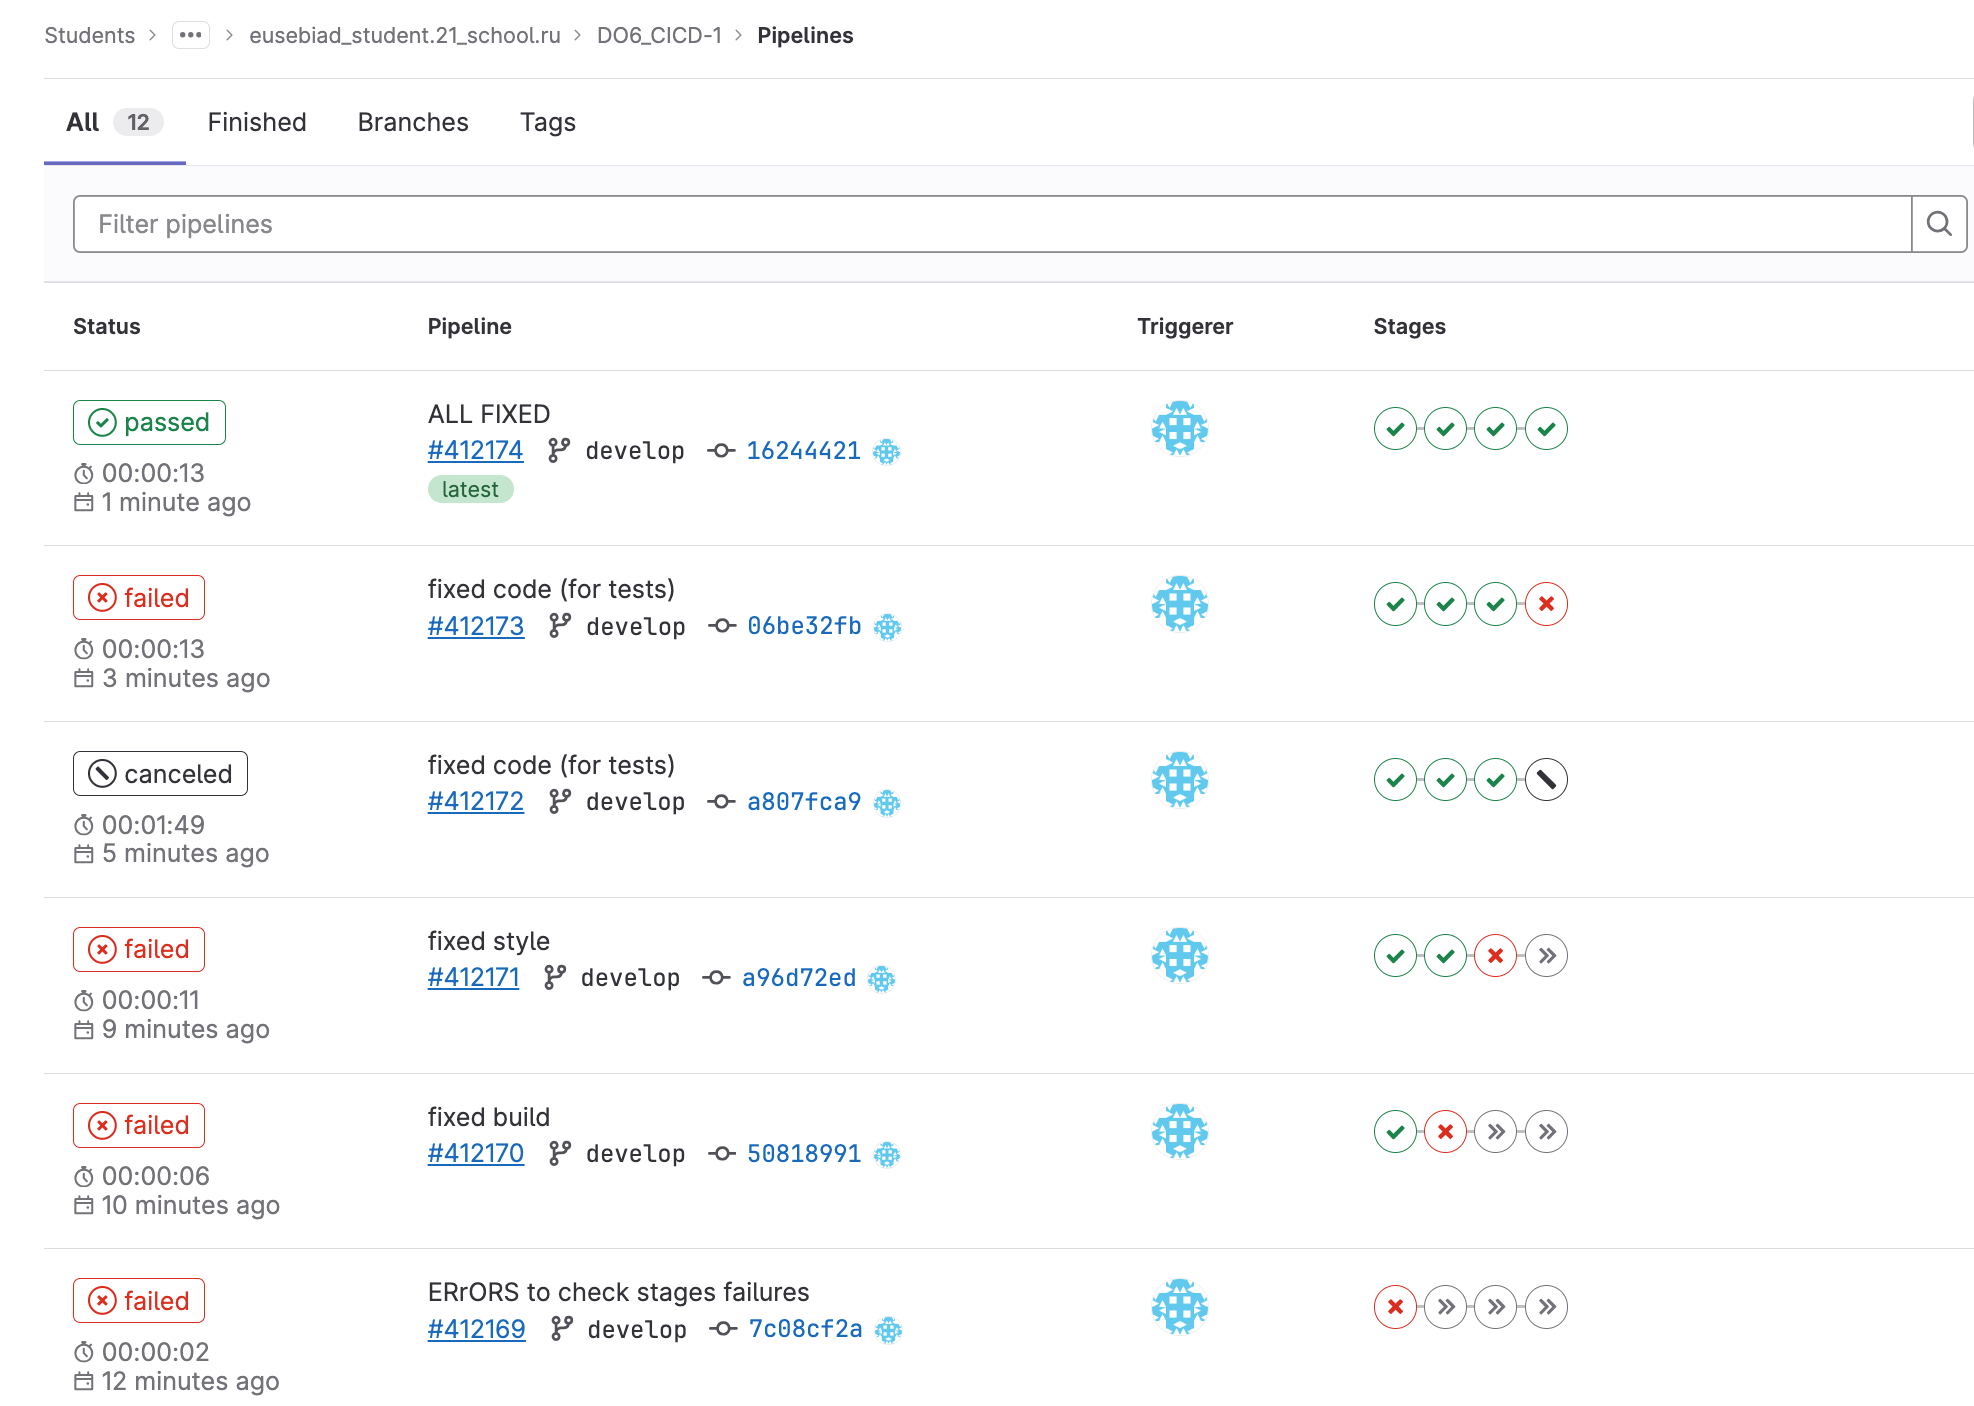 Students > ... > eusebiad_student.21_school.ru > DO6_CICD-1 > Pipelines
All 12 Finished Branches Tags
Filter pipelines
Status Pipeline Triggerer Stages
passed
00:00:13
1 minute ago
ALL FIXED
#412174 develop 16244421
latest
failed
00:00:13
3 minutes ago
fixed code (for tests)
#412173 develop 06be32fb
canceled
00:01:49
5 minutes ago
fixed code (for tests)
#412172 develop a807fca9
failed
00:00:11
9 minutes ago
fixed style
#412171 develop a96d72ed
failed
00:00:06
10 minutes ago
fixed build
#412170 develop 50818991
failed
00:00:02
12 minutes ago
ERrORS to check stages failures
#412169 develop 7c08cf2a